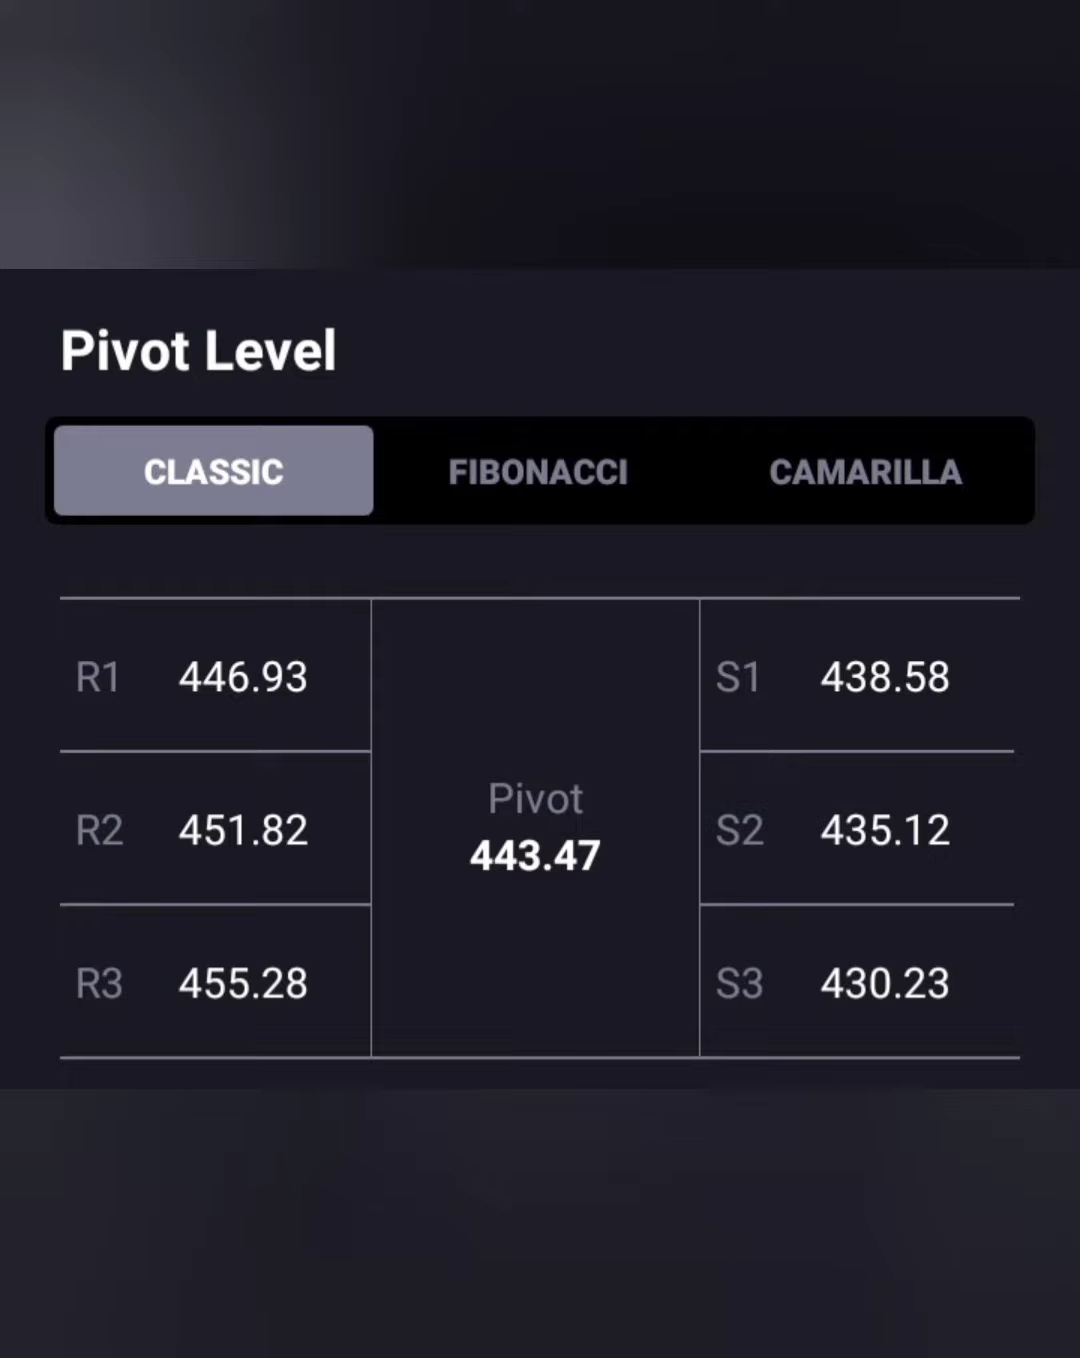 Pivot Level
CLASSIC FIBONACCI CAMARILLA
R1 446.93 S1 438.58
Pivot
R2 451.82 443.47 S2 435.12
R3 455.28 S3 430.23